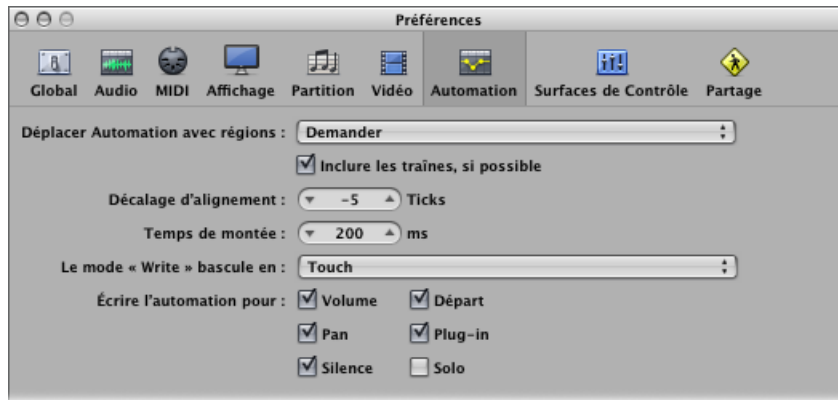 Préférences
Global Audio MIDI Affichage Partition Vidéo Automation Surfaces de Contrôle Partage
Déplacer Automation avec régions : Demander
Inclure les traînes, si possible
Décalage d'alignement : -5 Ticks
Temps de montée : 200 ms
Le mode « Write » bascule en : Touch
Écrire l'automation pour : Volume Départ
Pan Plug-in
Silence Solo